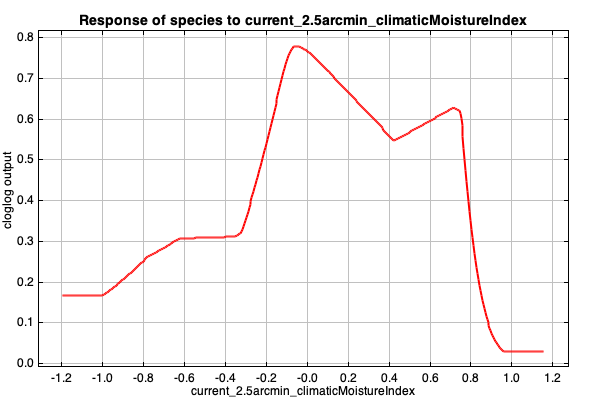 Response of species to current_2.5arcmin_climaticMoistureIndex
0.8
0.7
0.6
0.5
0.4
0.3
0.2
0.1
0.0
cloglog output
-1.2 -1.0 -0.8 -0.6 -0.4 -0.2 -0.0 0.2 0.4 0.6 0.8 1.0 1.2
current_2.5arcmin_climaticMoistureIndex